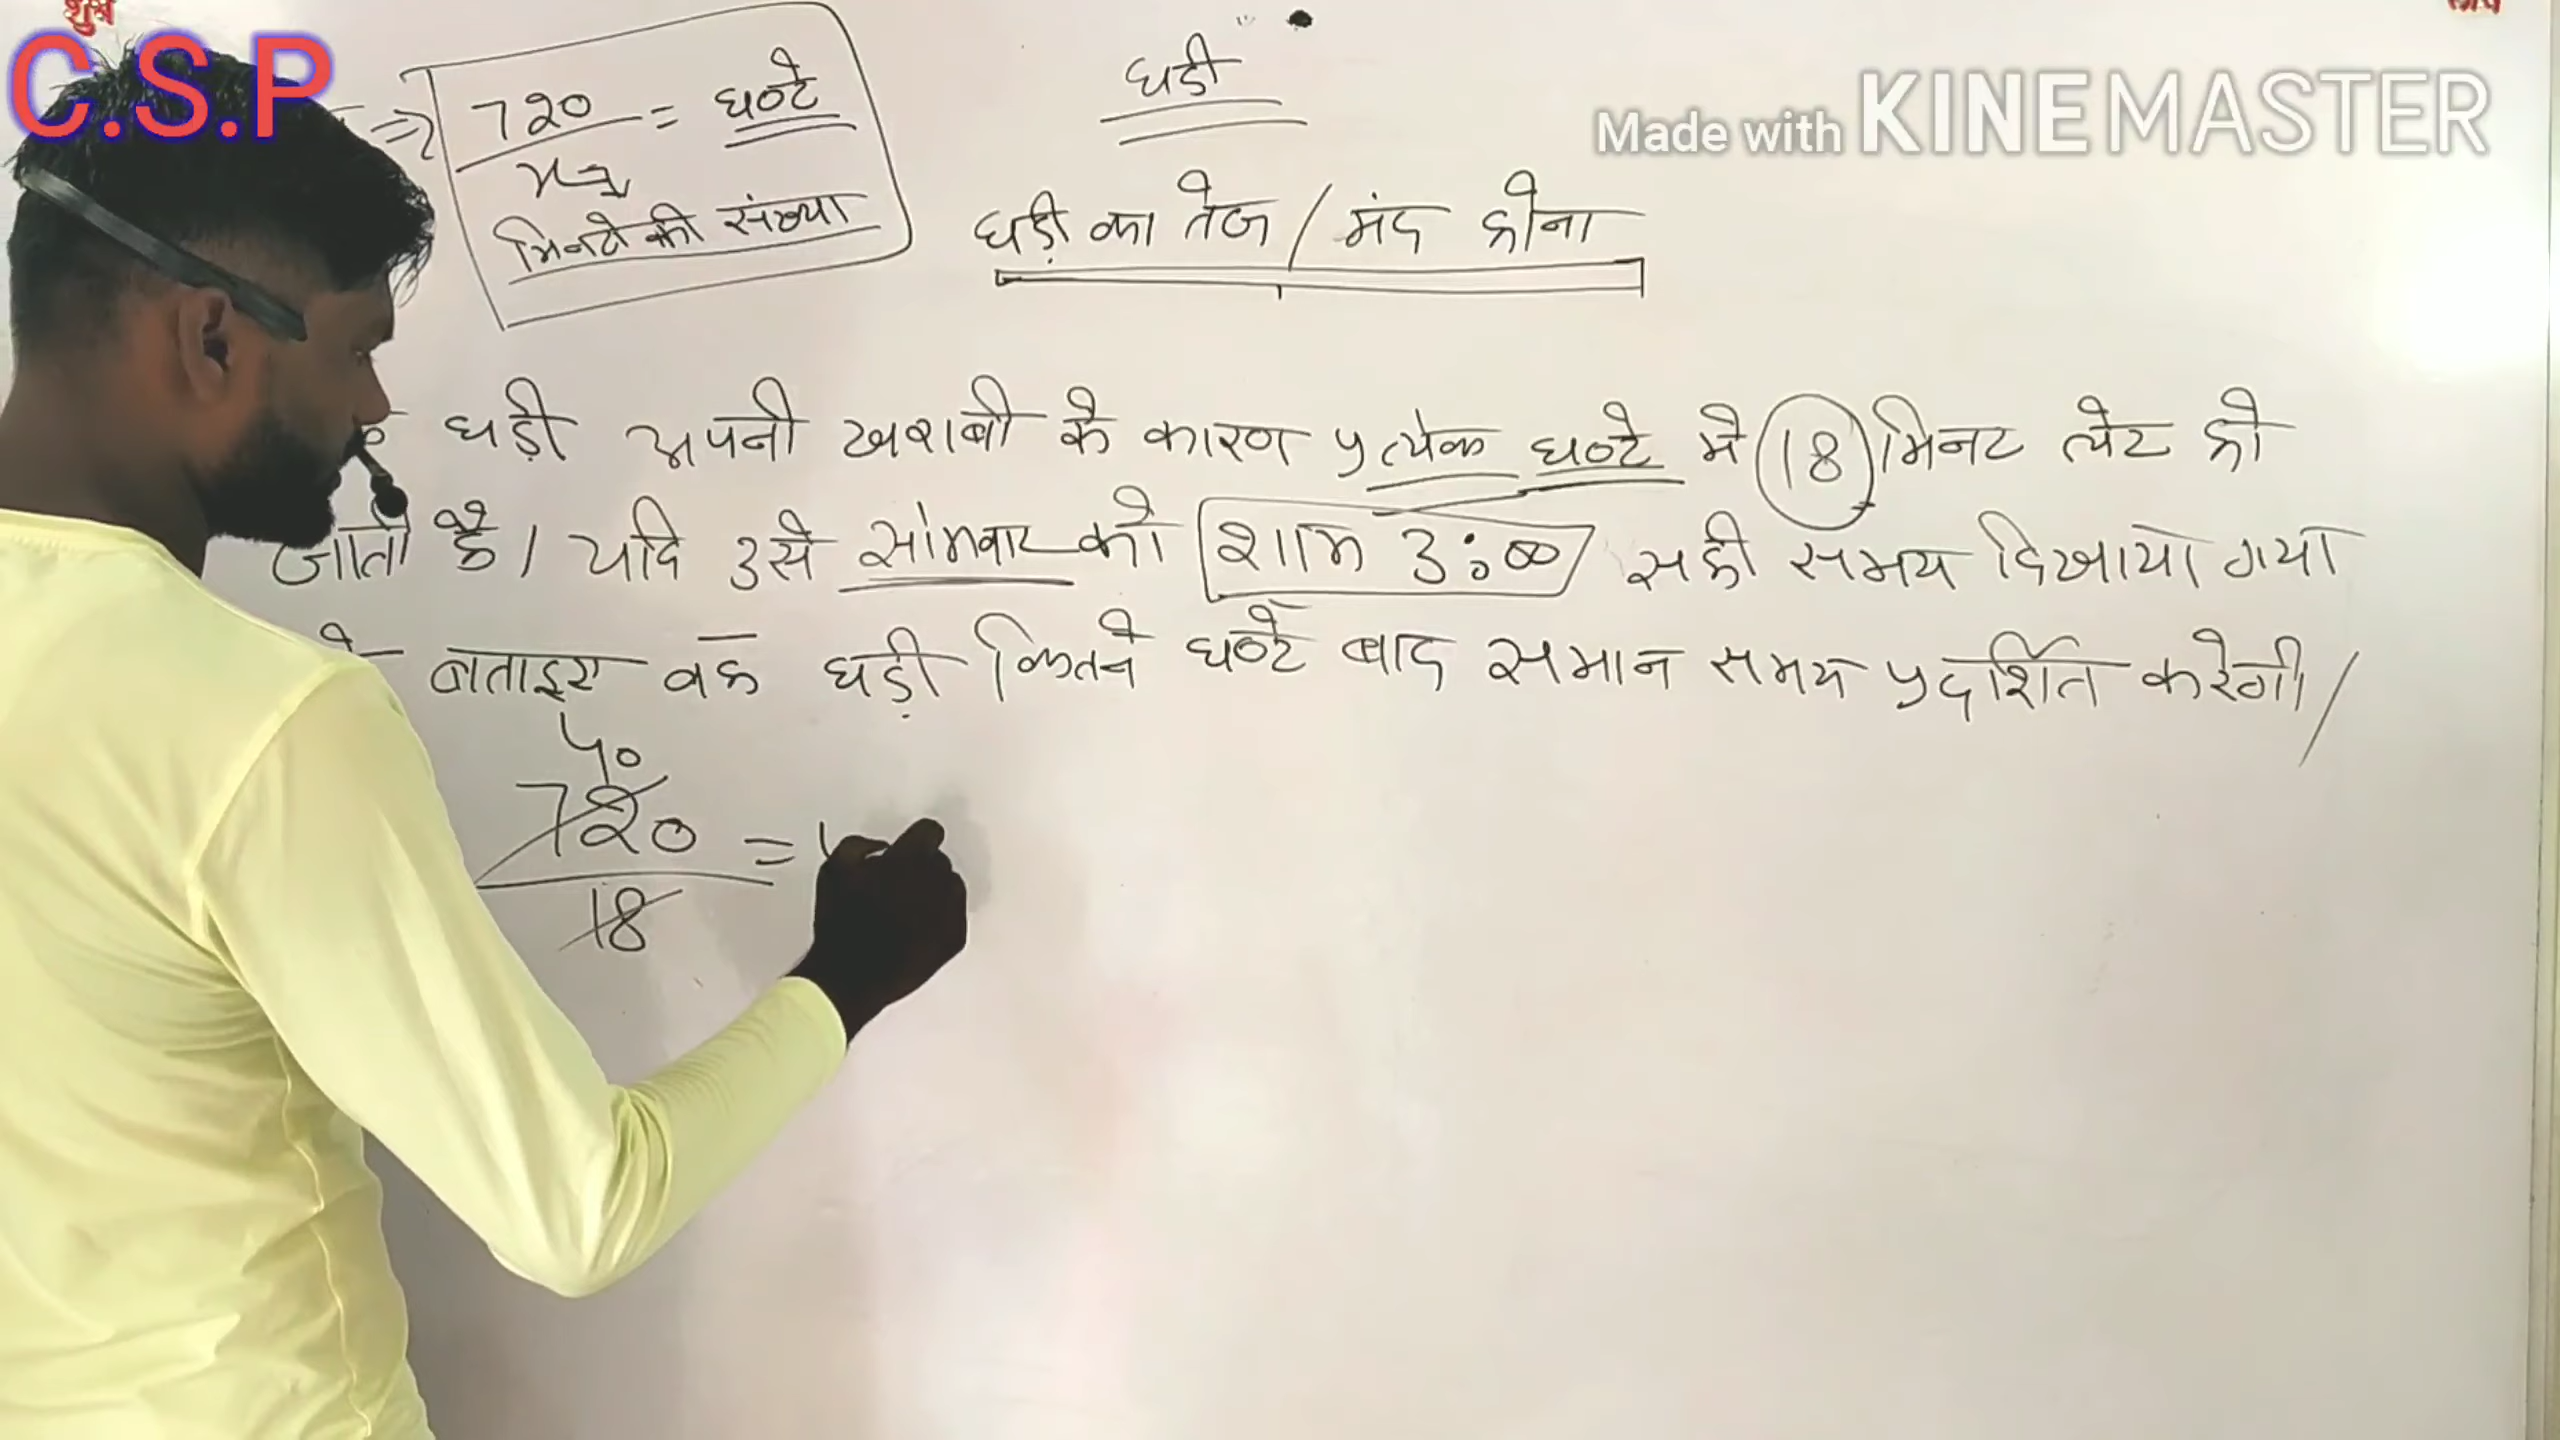 शुभ
C.S.P
Made with KINEMASTER
घड़ी
⇒ 720 = घण्टे
मिनटो की संख्या
घड़ी का तेज / मंद होना
घड़ी अपनी खराबी के कारण प्रत्येक घण्टे मे 18 मिनट लेट हो
जाती है। यदि उसे सोमवार को शाम 3:00 सही समय दिखाया गया
बताइए वह घड़ी कितने घण्टे बाद समान समय प्रदर्शित करेगी/
40
720 =
18